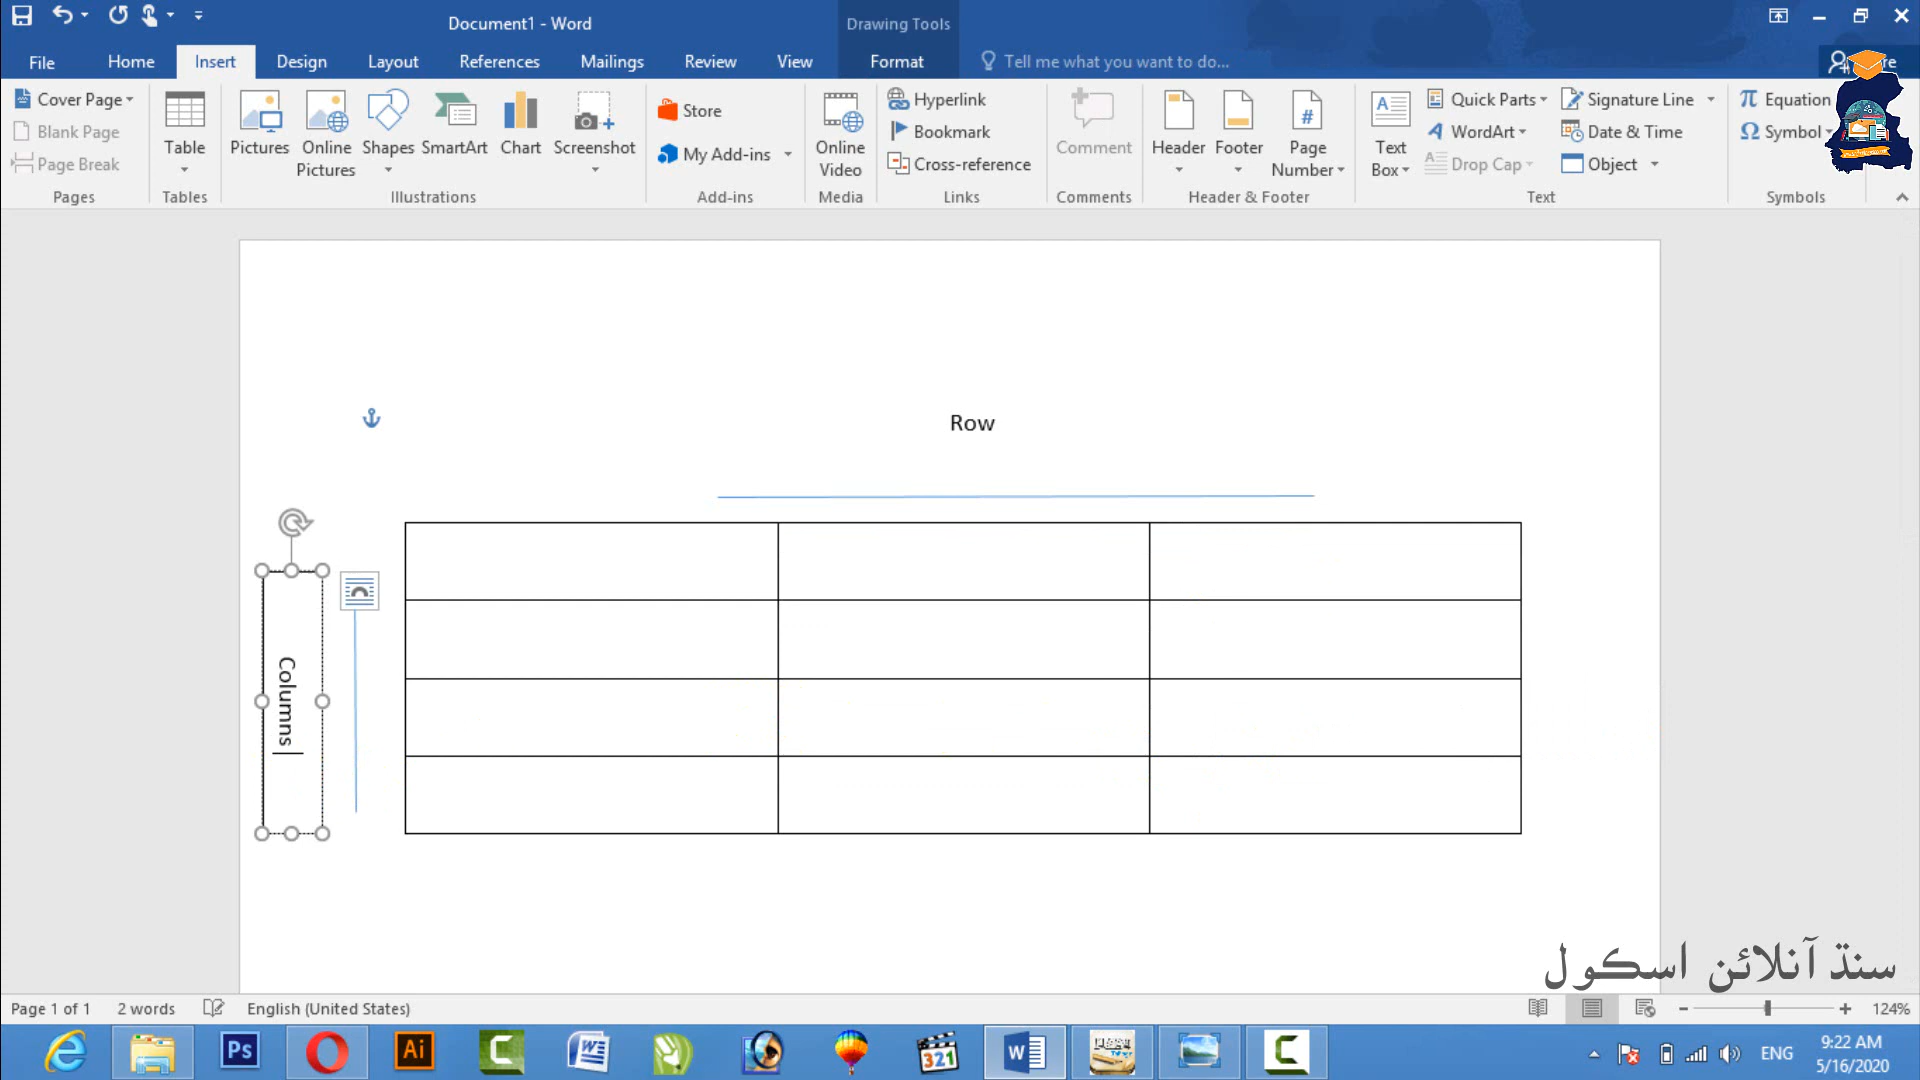 Document1 - Word
Drawing Tools
File
Home
Insert
Design
Layout
References
Mailings
Review
View
Format
Tell me what you want to do...
Cover Page
Blank Page
Page Break
Pages
Table
Tables
Pictures
Online Pictures
Shapes
SmartArt
Chart
Screenshot
Illustrations
Store
My Add-ins
Add-ins
Online Video
Media
Hyperlink
Bookmark
Cross-reference
Links
Comment
Comments
Header
Footer
Page Number
#
Header & Footer
Text Box
Quick Parts
WordArt
Drop Cap
Signature Line
Date & Time
Object
Text
π Equation
Ω Symbol
Symbols
Row
Columns
سنڌ آنلائن اسڪول
Page 1 of 1
2 words
English (United States)
124%
Ps
Ai
321
ENG
9:22 AM
5/16/2020